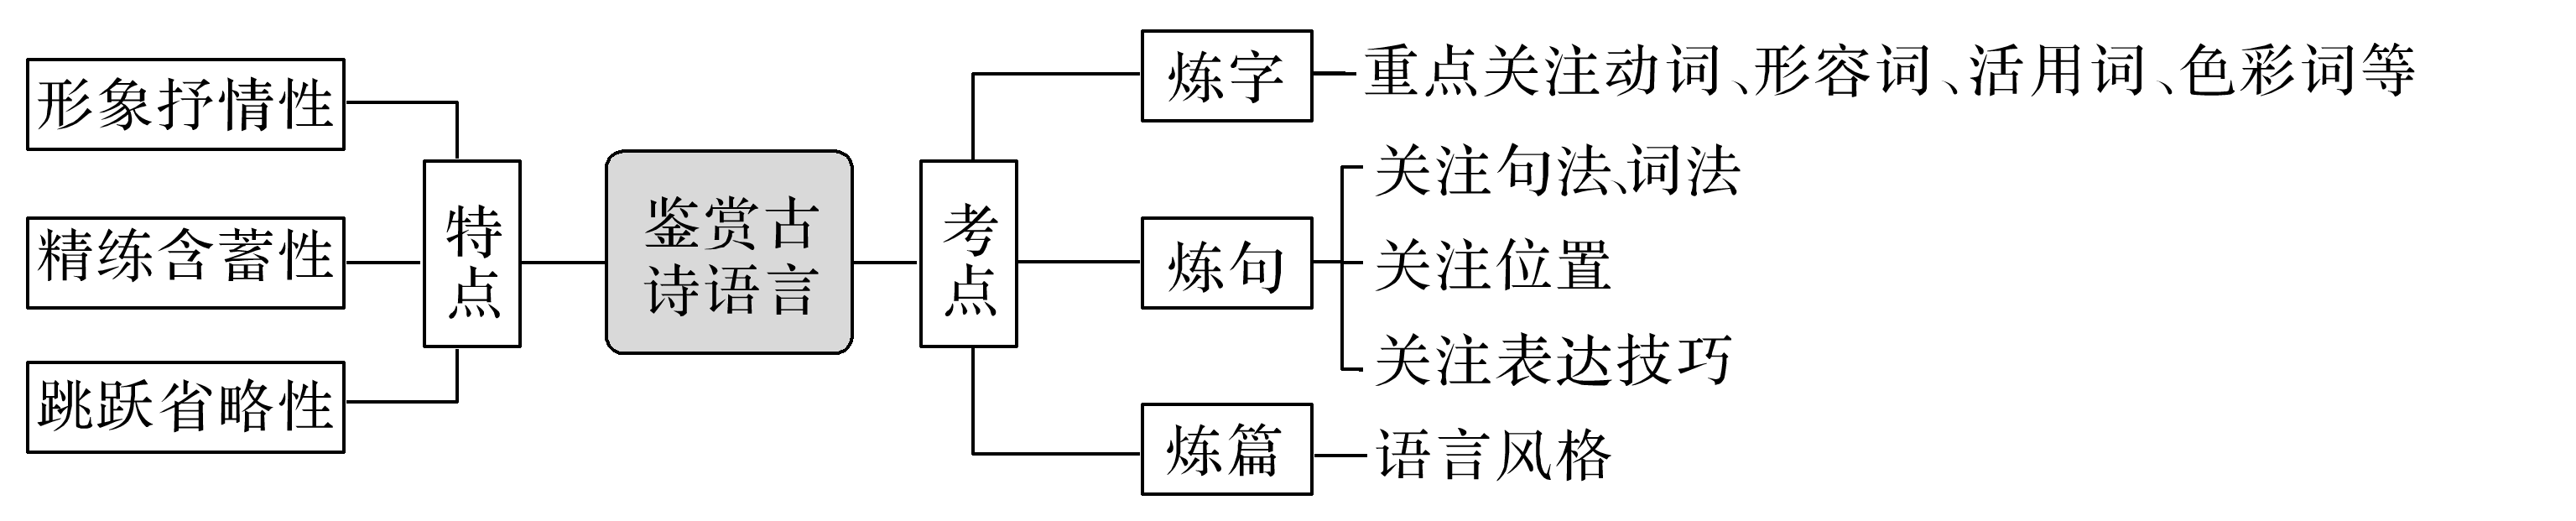 形象抒情性
精练含蓄性
跳跃省略性
特
点
鉴赏古
诗语言
考
点
炼字
重点关注动词、形容词、活用词、色彩词等
炼句
关注句法、词法
关注位置
关注表达技巧
炼篇
语言风格